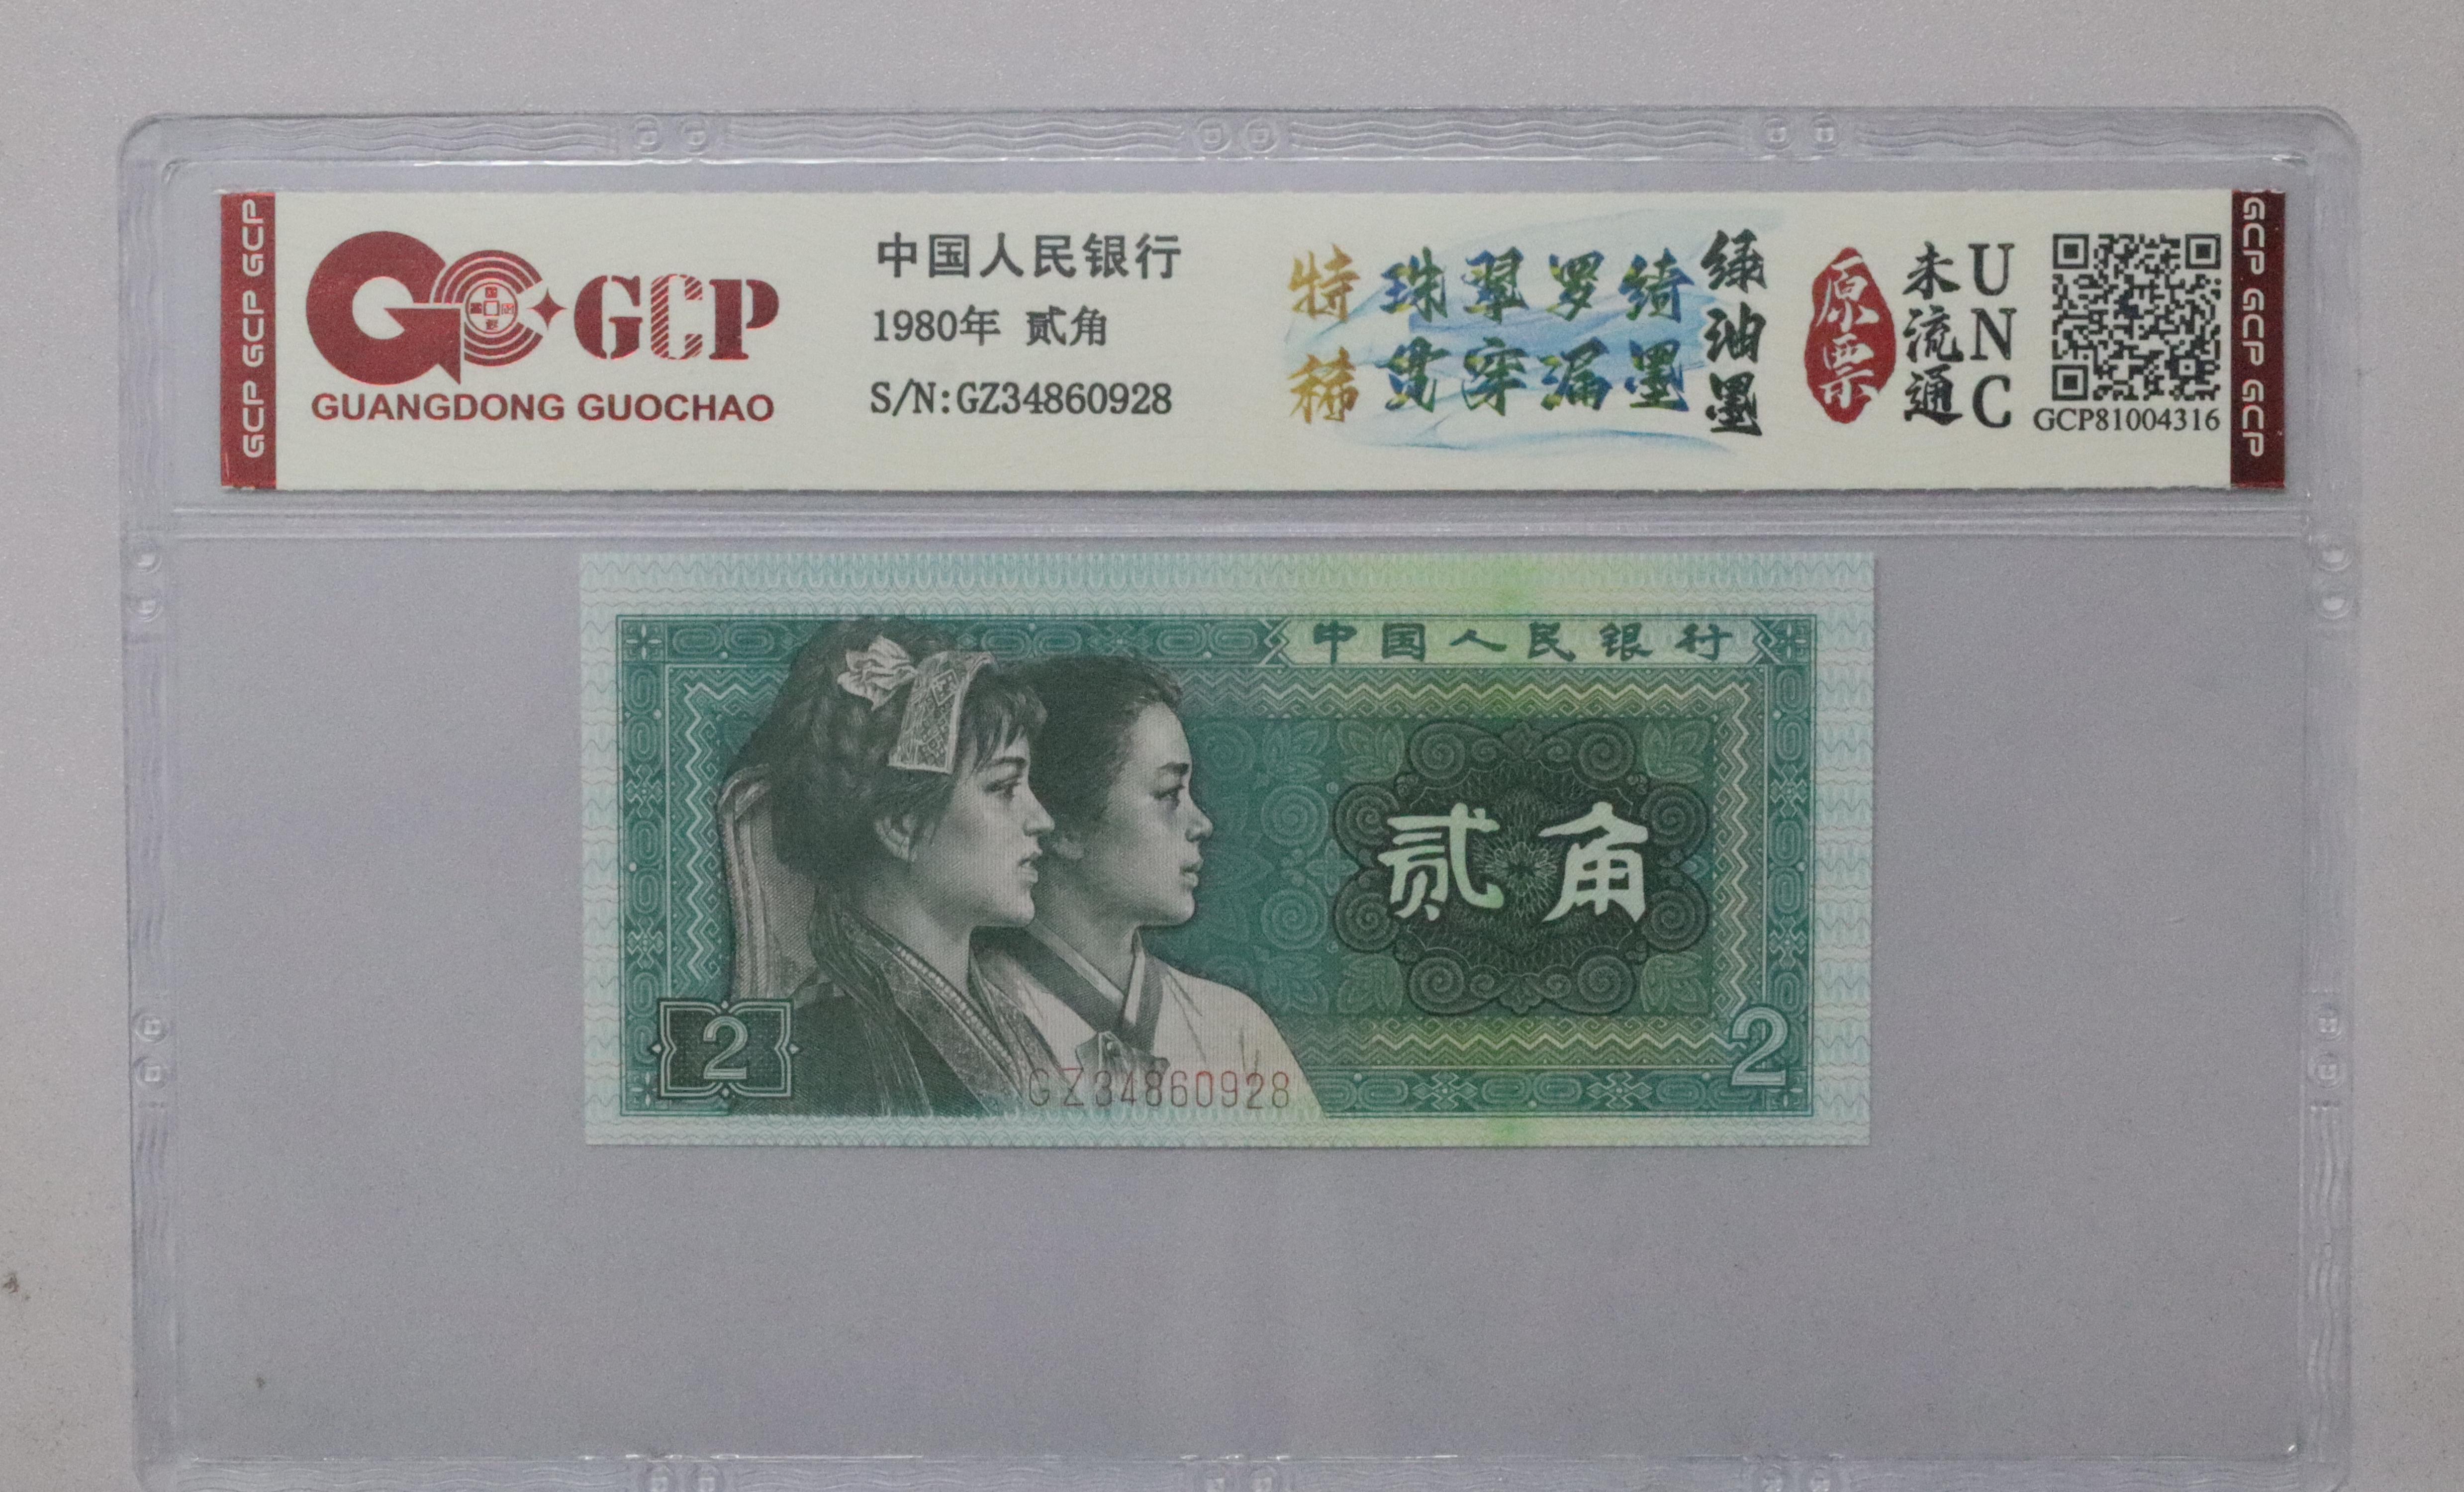 GCP GCP GCP
GCP
GUANGDONG GUOCHAO
中国人民银行
1980年 贰角
S/N:GZ34860928
特稀
珠翠罗绮
贯穿漏墨
绿油墨
原票
未流通
UNC
GCP81004316
GCP GCP GCP
中国人民银行
贰角
2
2
GZ34860928